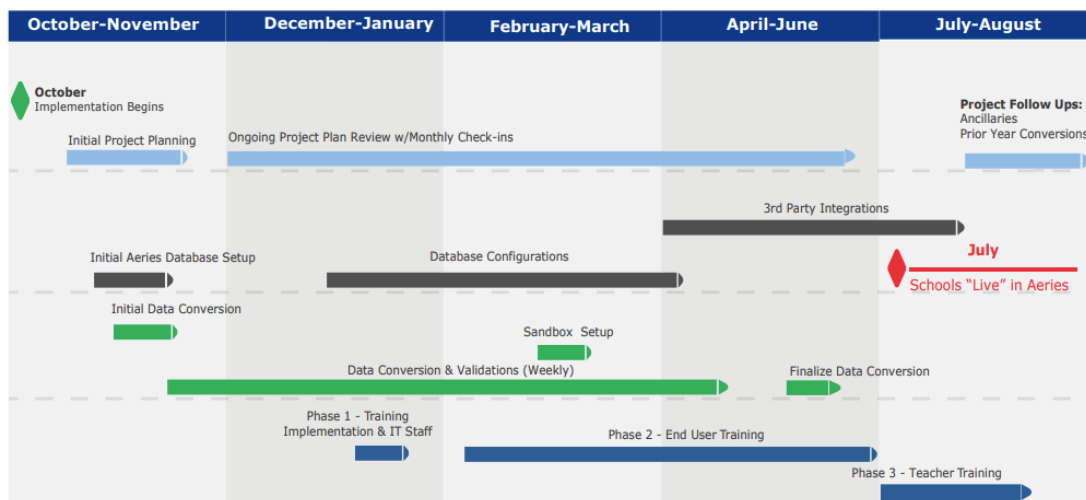 October-November
December-January
February-March
April-June
July-August
October
Implementation Begins
Project Follow Ups:
Ancillaries
Prior Year Conversions
Initial Project Planning
Ongoing Project Plan Review w/Monthly Check-ins
3rd Party Integrations
Initial Aeries Database Setup
Database Configurations
July
Schools “Live” in Aeries
Initial Data Conversion
Sandbox Setup
Data Conversion & Validations (Weekly)
Finalize Data Conversion
Phase 1 - Training
Implementation & IT Staff
Phase 2 - End User Training
Phase 3 - Teacher Training